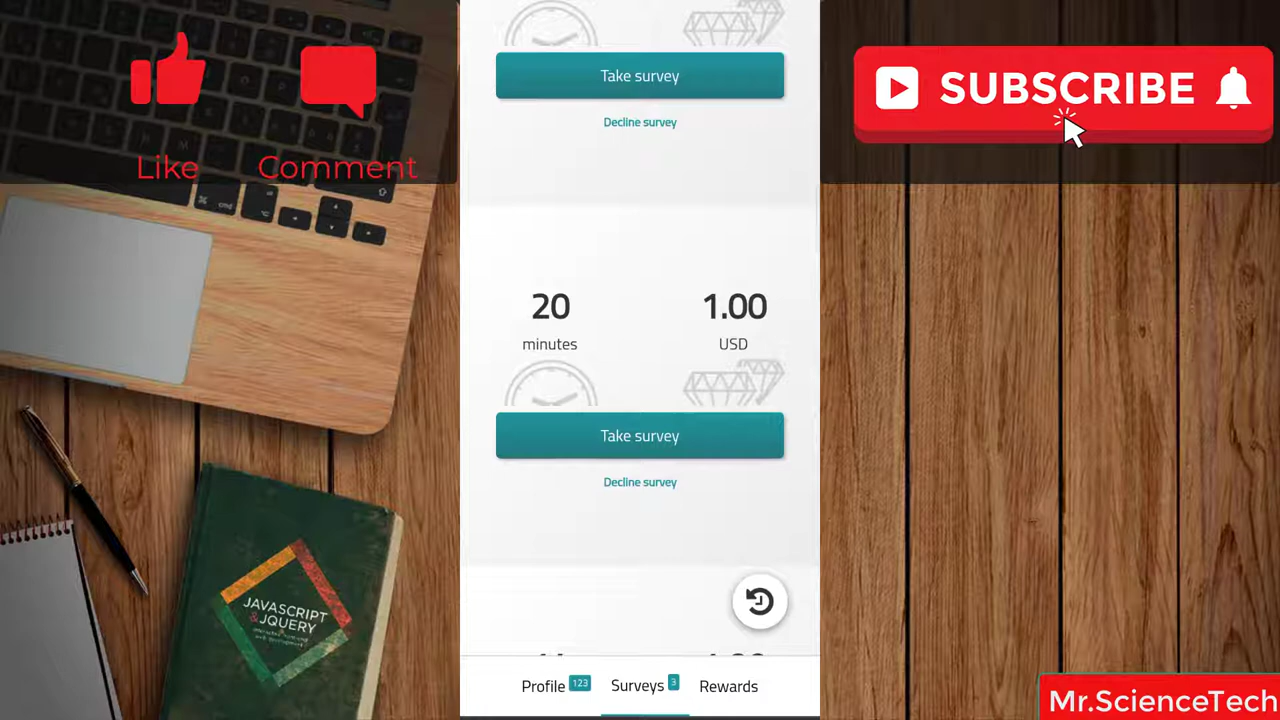 Like
Comment
SUBSCRIBE
Take survey
Decline survey
20
minutes
1.00
USD
Take survey
Decline survey
Profile 123
Surveys 3
Rewards
cmd
JAVASCRIPT
&JQUERY
Mr.ScienceTech